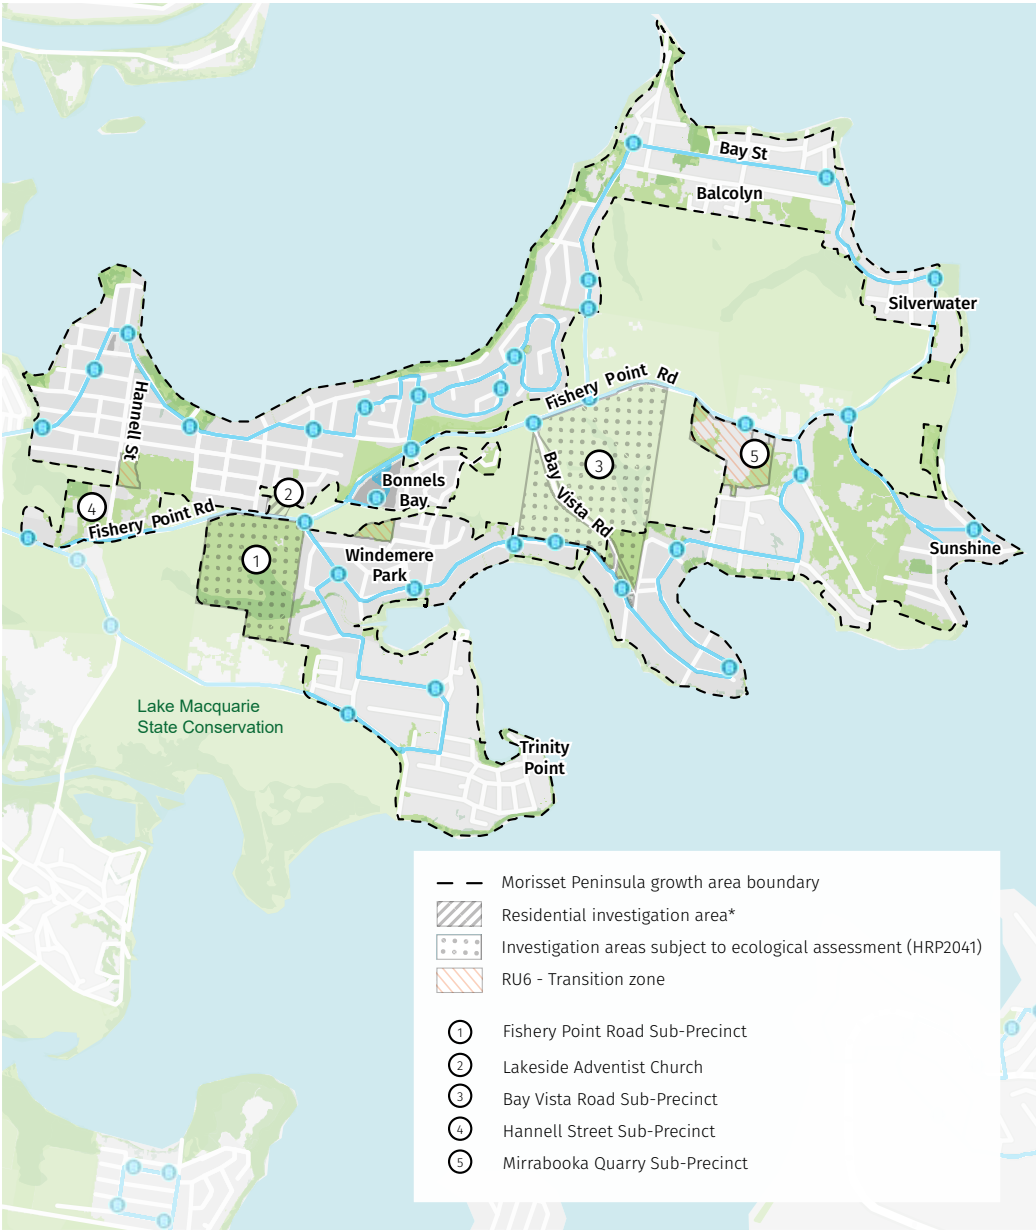 Bay St
Balcolyn
Silverwater
Fishery Point Rd
Hannell St
5
3
Bonnels
Bay
2
Bay Vista Rd
4
Fishery Point Rd
Sunshine
1
Windemere
Park
Lake Macquarie
State Conservation
Trinity
Point
Morisset Peninsula growth area boundary
Residential investigation area*
Investigation areas subject to ecological assessment (HRP2041)
RU6 - Transition zone
1 Fishery Point Road Sub-Precinct
2 Lakeside Adventist Church
3 Bay Vista Road Sub-Precinct
4 Hannell Street Sub-Precinct
5 Mirrabooka Quarry Sub-Precinct